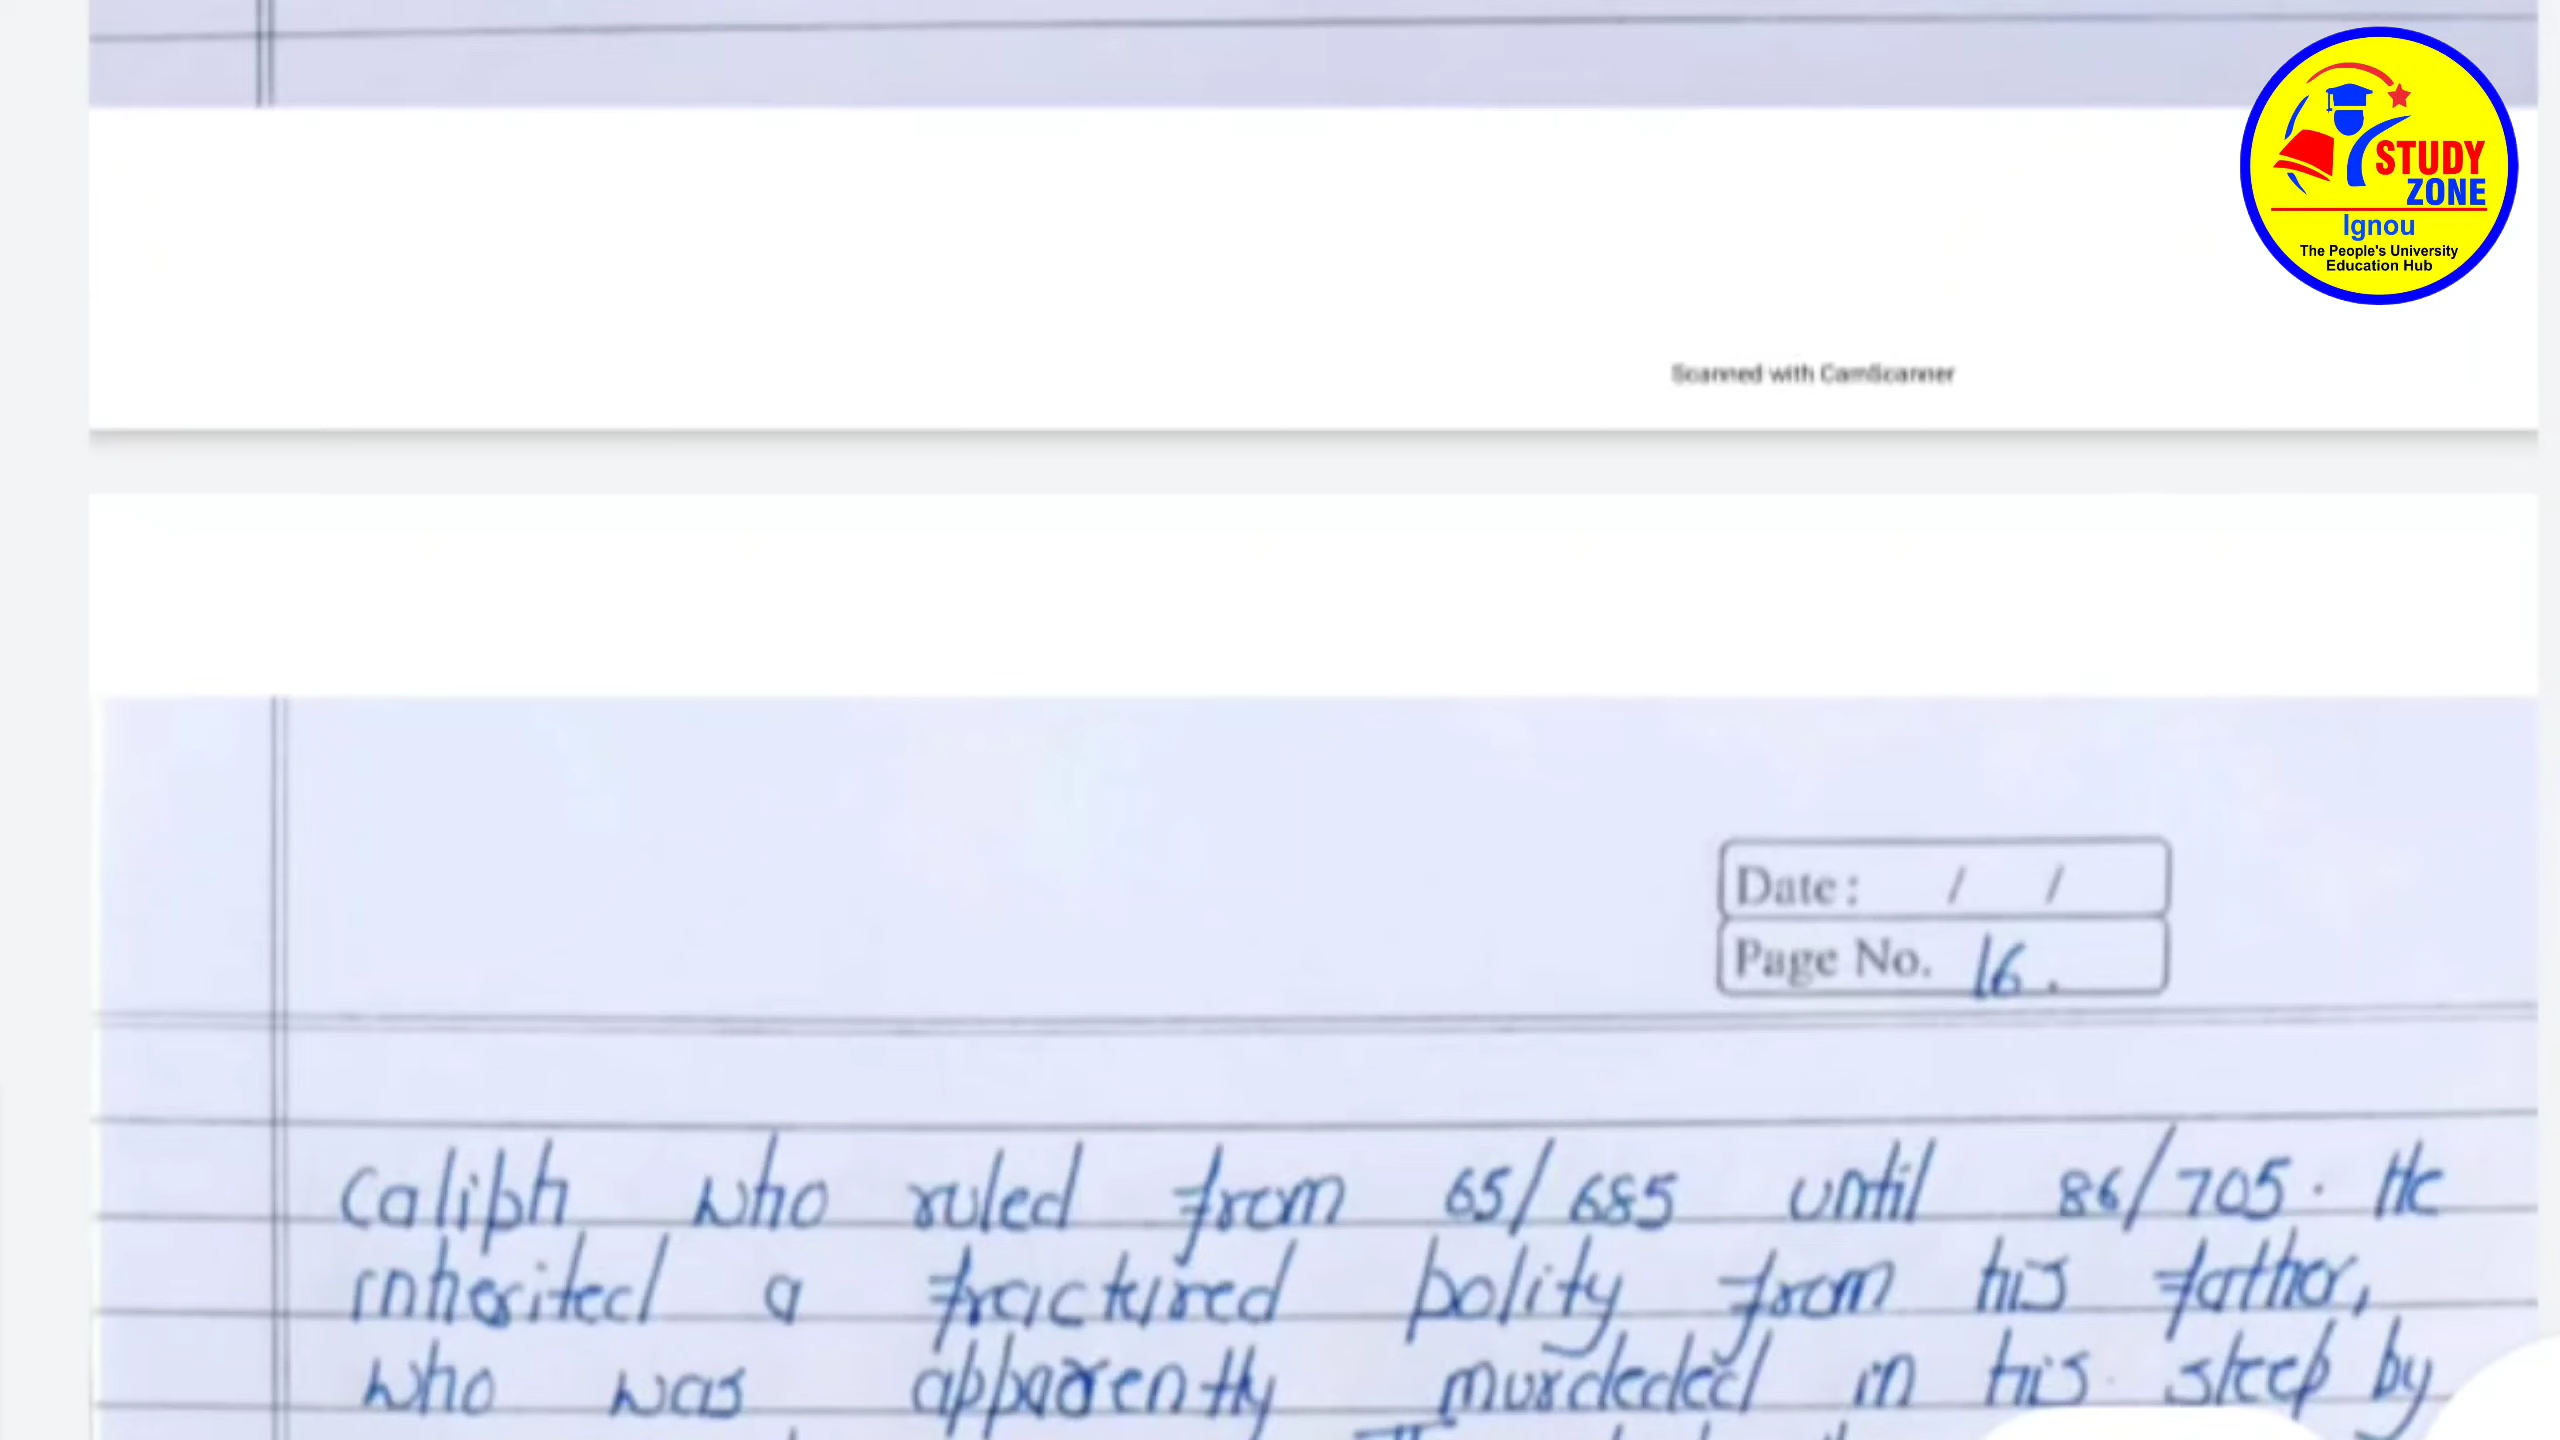 STUDY
ZONE
Ignou
The People's University
Education Hub
Scanned with CamScanner
Date: / /
Page No. 16.
Caliph who ruled from 65/685 until 86/705. He
inherited a fractured polity from his father,
who was apparently murdeded in his sleep by